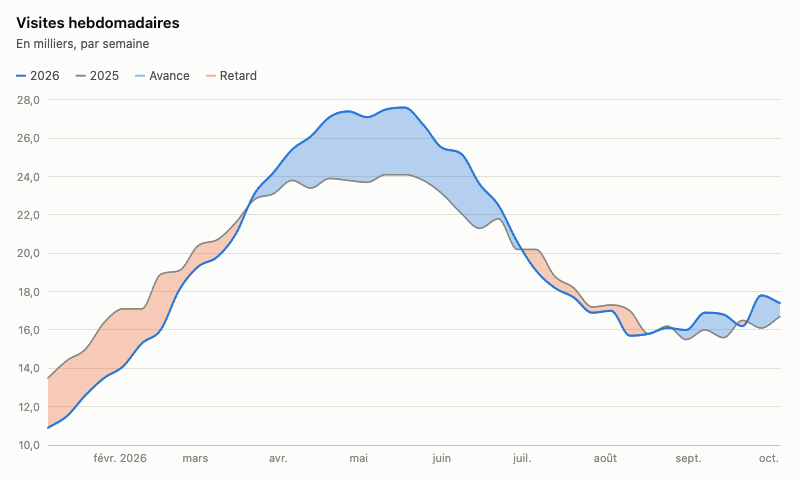 Visites hebdomadaires
En milliers, par semaine
2026 2025 Avance Retard
28,0
26,0
24,0
22,0
20,0
18,0
16,0
14,0
12,0
10,0
févr. 2026 mars avr. mai juin juil. août sept. oct.